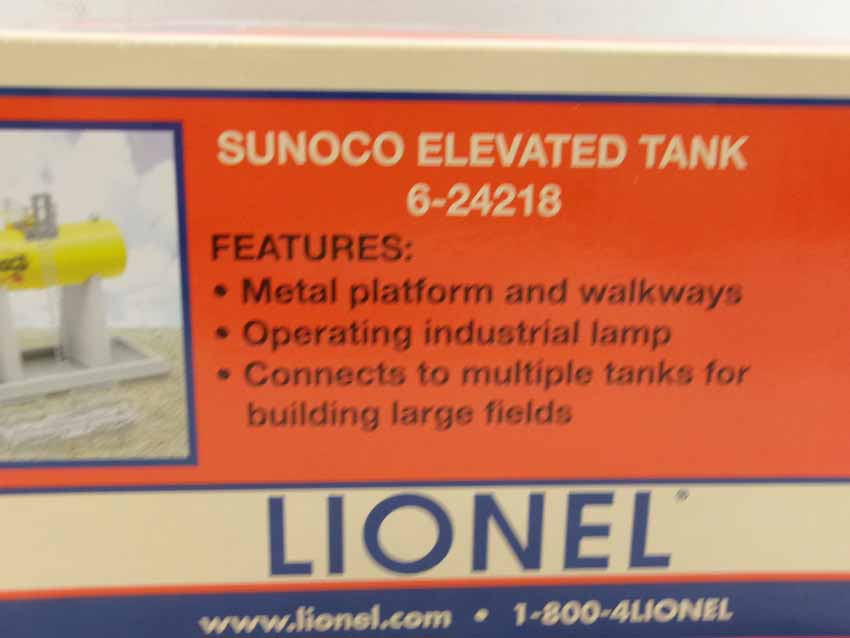 SUNOCO ELEVATED TANK
6-24218
FEATURES:
• Metal platform and walkways
• Operating industrial lamp
• Connects to multiple tanks for
building large fields
LIONEL®
www.lionel.com • 1-800-4LIONEL